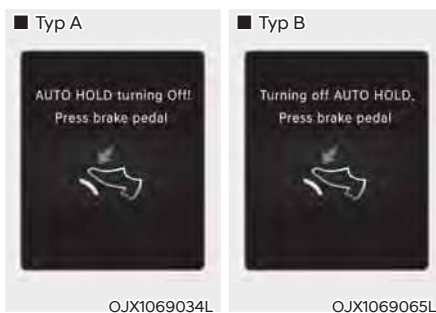 ■ Typ A
AUTO HOLD turning Off!
Press brake pedal
OJX1069034L
■ Typ B
Turning off AUTO HOLD.
Press brake pedal
OJX1069065L